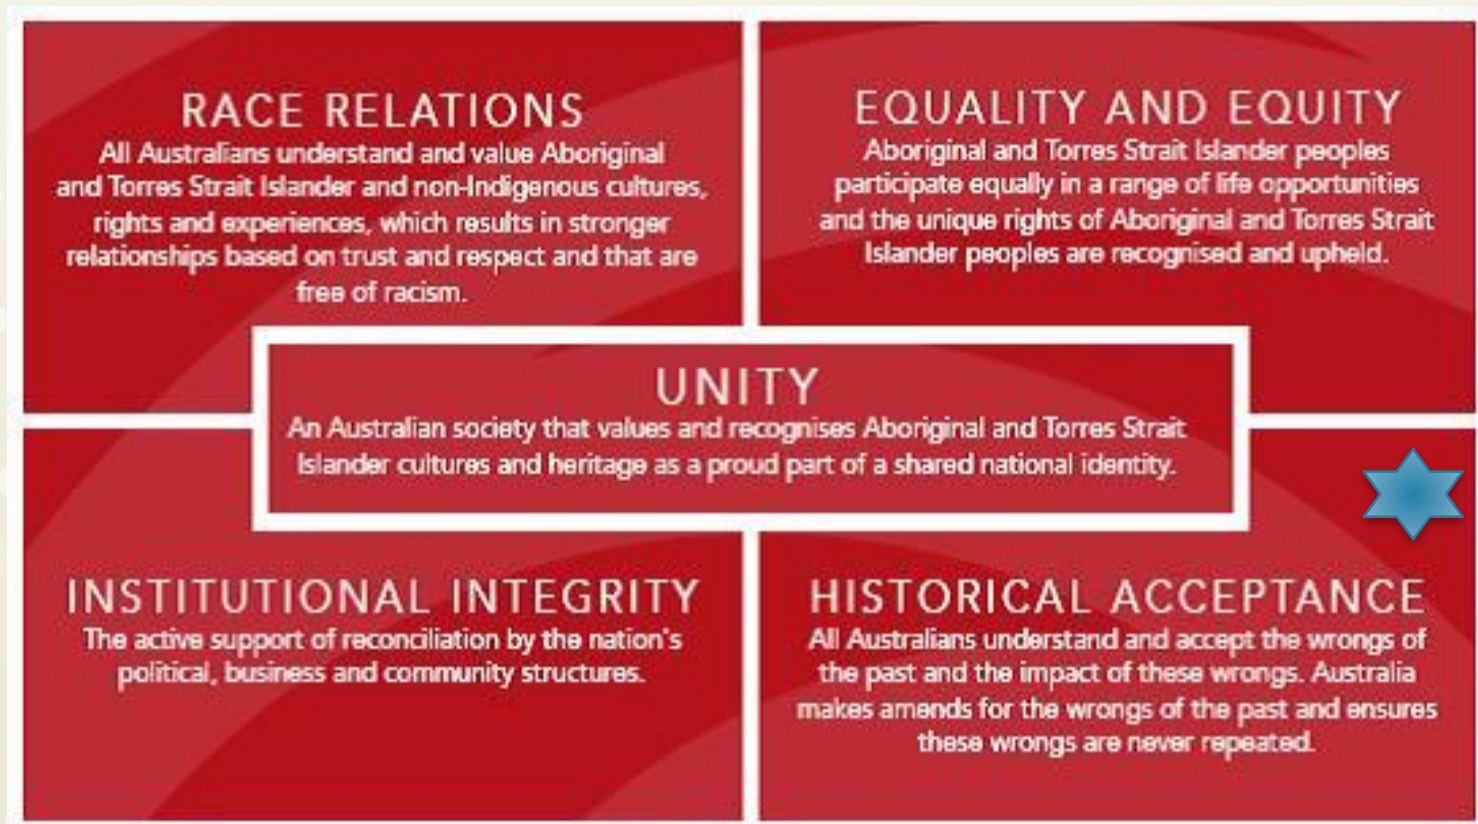 RACE RELATIONS
All Australians understand and value Aboriginal
and Torres Strait Islander and non-Indigenous cultures,
rights and experiences, which results in stronger
relationships based on trust and respect and that are
free of racism.
EQUALITY AND EQUITY
Aboriginal and Torres Strait Islander peoples
participate equally in a range of life opportunities
and the unique rights of Aboriginal and Torres Strait
Islander peoples are recognised and upheld.
UNITY
An Australian society that values and recognises Aboriginal and Torres Strait
Islander cultures and heritage as a proud part of a shared national identity.
INSTITUTIONAL INTEGRITY
The active support of reconciliation by the nation's
political, business and community structures.
HISTORICAL ACCEPTANCE
All Australians understand and accept the wrongs of
the past and the impact of these wrongs. Australia
makes amends for the wrongs of the past and ensures
these wrongs are never repeated.